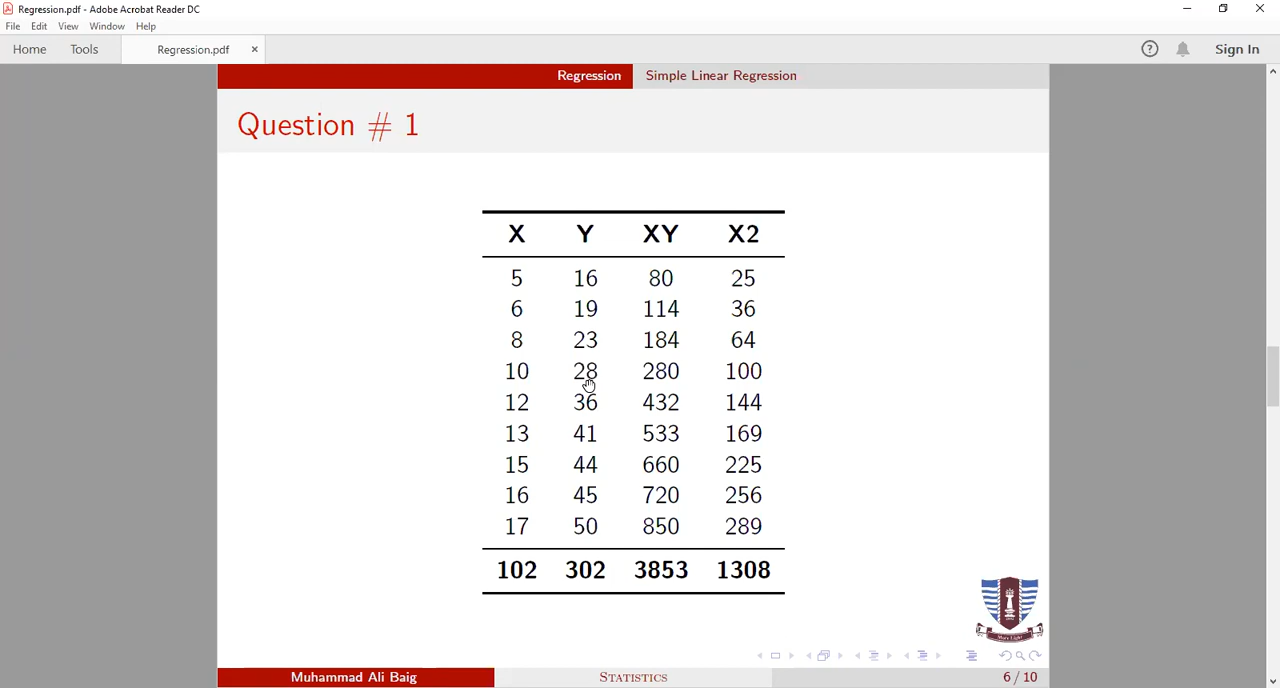 Regression.pdf - Adobe Acrobat Reader DC
File Edit View Window Help
Home Tools Regression.pdf × ? Sign In
Regression Simple Linear Regression
Question # 1
X Y XY X2
5 16 80 25
6 19 114 36
8 23 184 64
10 28 280 100
12 36 432 144
13 41 533 169
15 44 660 225
16 45 720 256
17 50 850 289
102 302 3853 1308
More Light
Muhammad Ali Baig Statistics 6 / 10